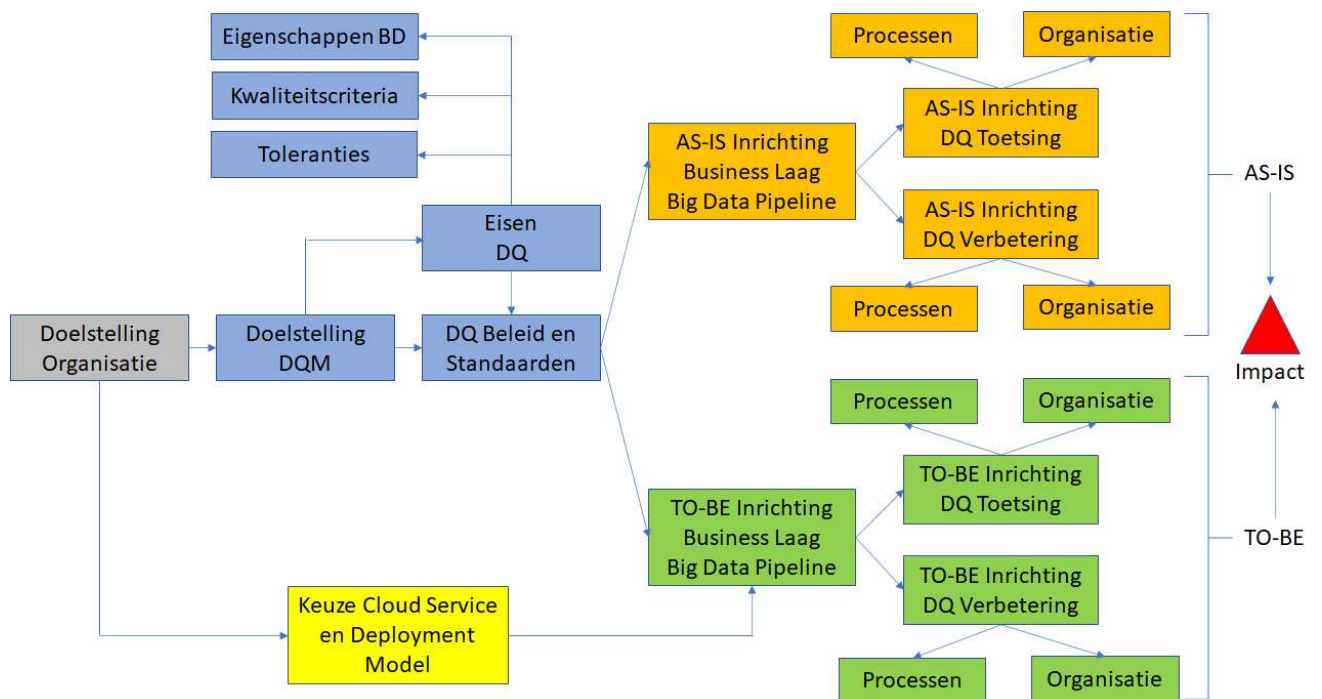 Eigenschappen BD
Kwaliteitscriteria
Toleranties
Eisen
DQ
Doelstelling
Organisatie
Doelstelling
DQM
DQ Beleid en
Standaarden
Keuze Cloud Service
en Deployment
Model
AS-IS Inrichting
Business Laag
Big Data Pipeline
Processen
Organisatie
AS-IS Inrichting
DQ Toetsing
AS-IS Inrichting
DQ Verbetering
Processen
Organisatie
AS-IS
Impact
TO-BE Inrichting
Business Laag
Big Data Pipeline
Processen
Organisatie
TO-BE Inrichting
DQ Toetsing
TO-BE Inrichting
DQ Verbetering
Processen
Organisatie
TO-BE